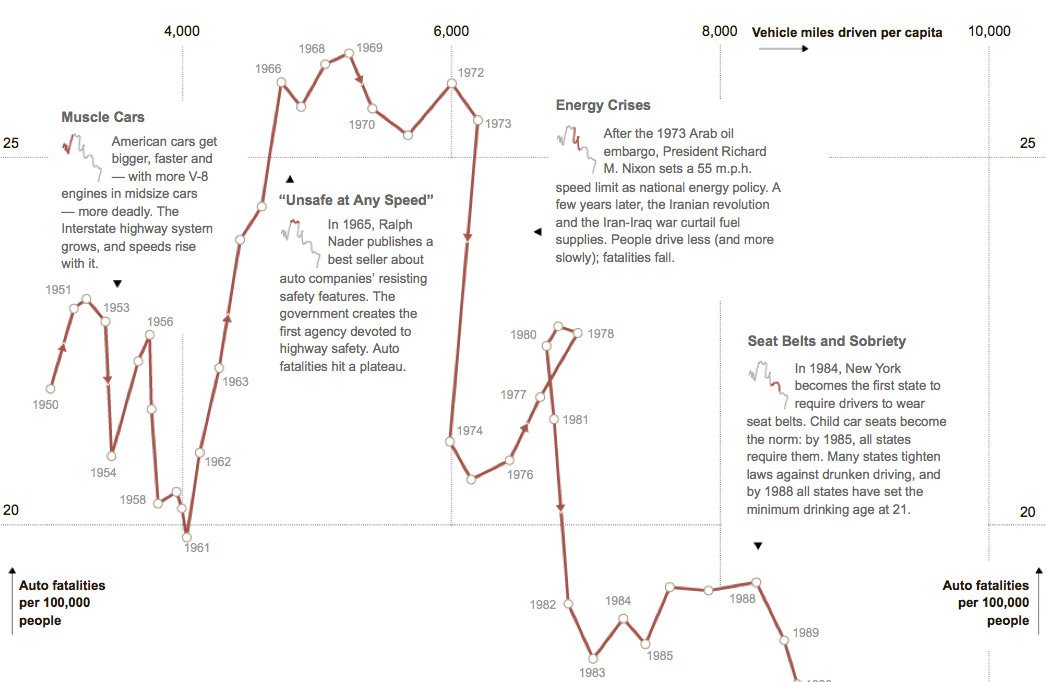 4,000
6,000
8,000
Vehicle miles driven per capita
10,000
1966
1968
1969
1970
1972
1973
25
25
Muscle Cars
American cars get
bigger, faster and
— with more V-8
engines in midsize cars
— more deadly. The
Interstate highway system
grows, and speeds rise
with it.
“Unsafe at Any Speed”
In 1965, Ralph
Nader publishes a
best seller about
auto companies’ resisting
safety features. The
government creates the
first agency devoted to
highway safety. Auto
fatalities hit a plateau.
Energy Crises
After the 1973 Arab oil
embargo, President Richard
M. Nixon sets a 55 m.p.h.
speed limit as national energy policy. A
few years later, the Iranian revolution
and the Iran-Iraq war curtail fuel
supplies. People drive less (and more
slowly); fatalities fall.
1951
1953
1956
1950
1954
1958
1961
1962
1963
1980
1978
1977
1981
1974
1976
Seat Belts and Sobriety
In 1984, New York
becomes the first state to
require drivers to wear
seat belts. Child car seats become
the norm: by 1985, all states
require them. Many states tighten
laws against drunken driving, and
by 1988 all states have set the
minimum drinking age at 21.
20
20
Auto fatalities
per 100,000
people
1982
1984
1983
1985
1988
1989
Auto fatalities
per 100,000
people